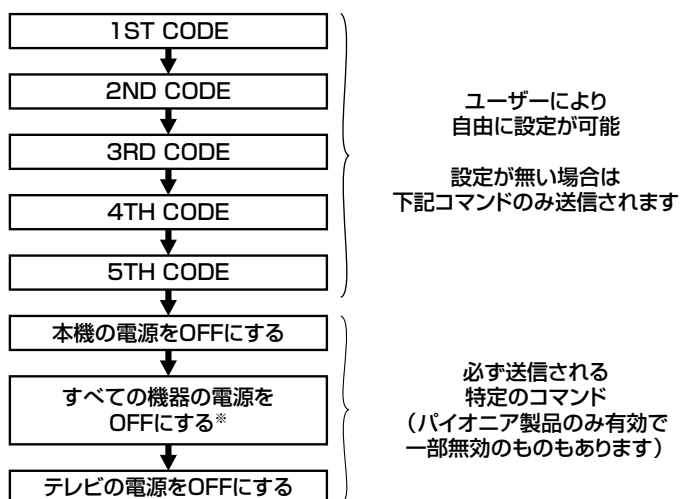 1ST CODE
2ND CODE
3RD CODE
4TH CODE
5TH CODE
ユーザーにより
自由に設定が可能
設定が無い場合は
下記コマンドのみ送信されます
本機の電源をOFFにする
すべての機器の電源を
OFFにする※
テレビの電源をOFFにする
必ず送信される
特定のコマンド
（パイオニア製品のみ有効で
一部無効のものもあります）